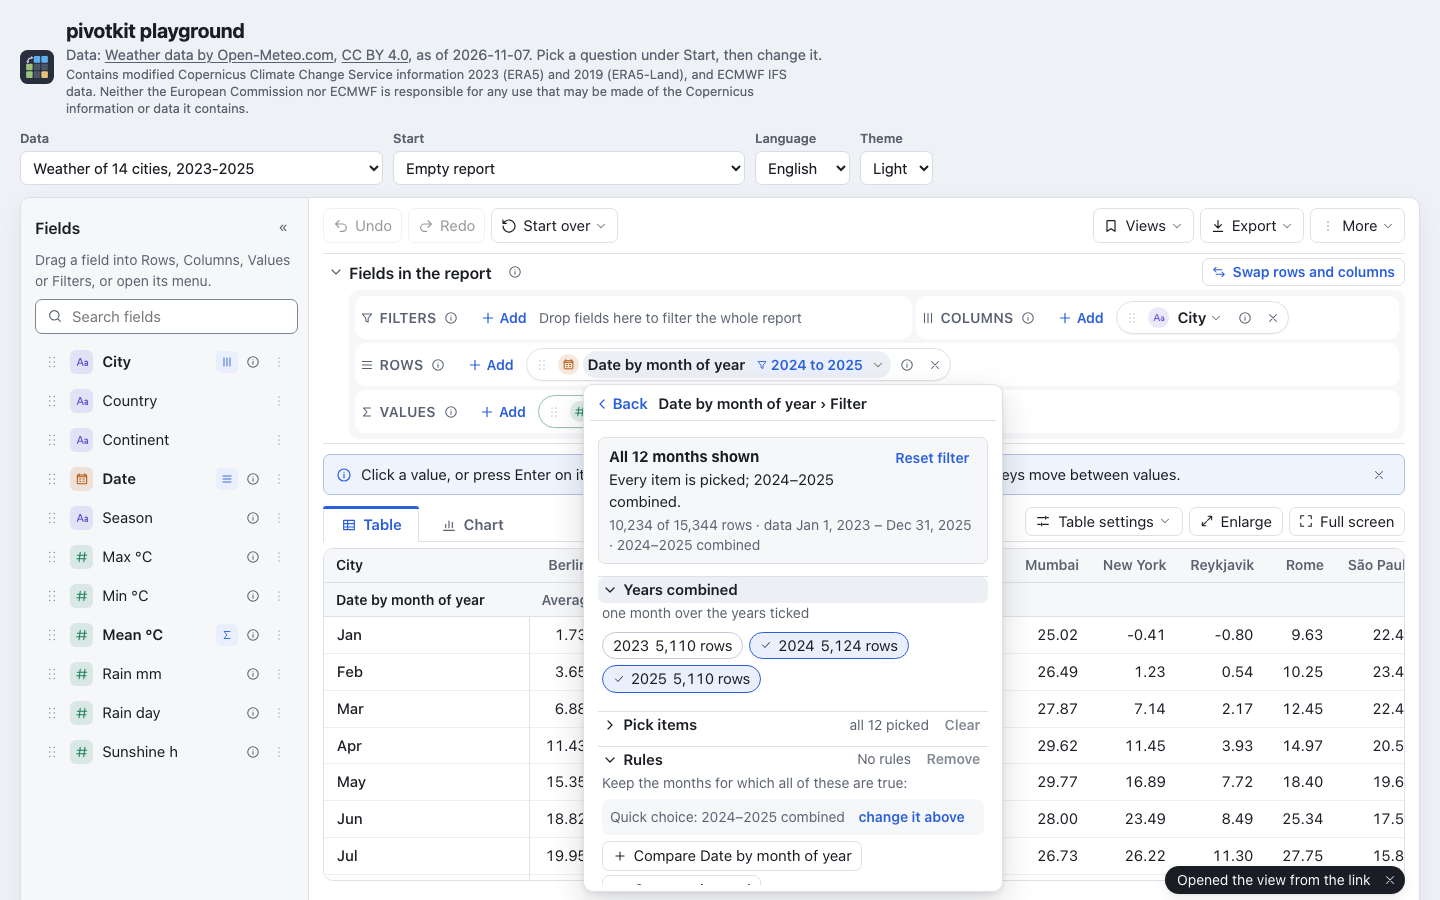 pivotkit playground
Data: Weather data by Open-Meteo.com, CC BY 4.0, as of 2026-11-07. Pick a question under Start, then change it.
Contains modified Copernicus Climate Change Service information 2023 (ERA5) and 2019 (ERA5-Land), and ECMWF IFS
data. Neither the European Commission nor ECMWF is responsible for any use that may be made of the Copernicus
information or data it contains.
Data Start Language Theme
Weather of 14 cities, 2023-2025 Empty report English Light
Fields «
Drag a field into Rows, Columns, Values
or Filters, or open its menu.
Search fields
Aa City
Aa Country
Aa Continent
Date
Aa Season
# Max °C
# Min °C
# Mean °C Σ
# Rain mm
# Rain day
# Sunshine h
Undo Redo Start over Views Export More
Fields in the report Swap rows and columns
FILTERS + Add Drop fields here to filter the whole report COLUMNS + Add Aa City
ROWS + Add Date by month of year 2024 to 2025
Σ VALUES + Add #
Back Date by month of year › Filter
All 12 months shown Reset filter
Every item is picked; 2024–2025
combined.
10,234 of 15,344 rows · data Jan 1, 2023 – Dec 31, 2025
· 2024–2025 combined
Years combined
one month over the years ticked
2023 5,110 rows 2024 5,124 rows
2025 5,110 rows
Pick items all 12 picked Clear
Rules No rules Remove
Keep the months for which all of these are true:
Quick choice: 2024–2025 combined change it above
+ Compare Date by month of year
Click a value, or press Enter on it eys move between values.
Table Chart Table settings Enlarge Full screen
City Berlin Mumbai New York Reykjavik Rome São Paul
Date by month of year Averag
Jan 1.73 25.02 -0.41 -0.80 9.63 22.4
Feb 3.65 26.49 1.23 0.54 10.25 23.4
Mar 6.88 27.87 7.14 2.17 12.45 22.4
Apr 11.43 29.62 11.45 3.93 14.97 20.5
May 15.35 29.77 16.89 7.72 18.40 19.6
Jun 18.82 28.00 23.49 8.49 25.34 17.5
Jul 19.95 26.73 26.22 11.30 27.75 15.8
Opened the view from the link